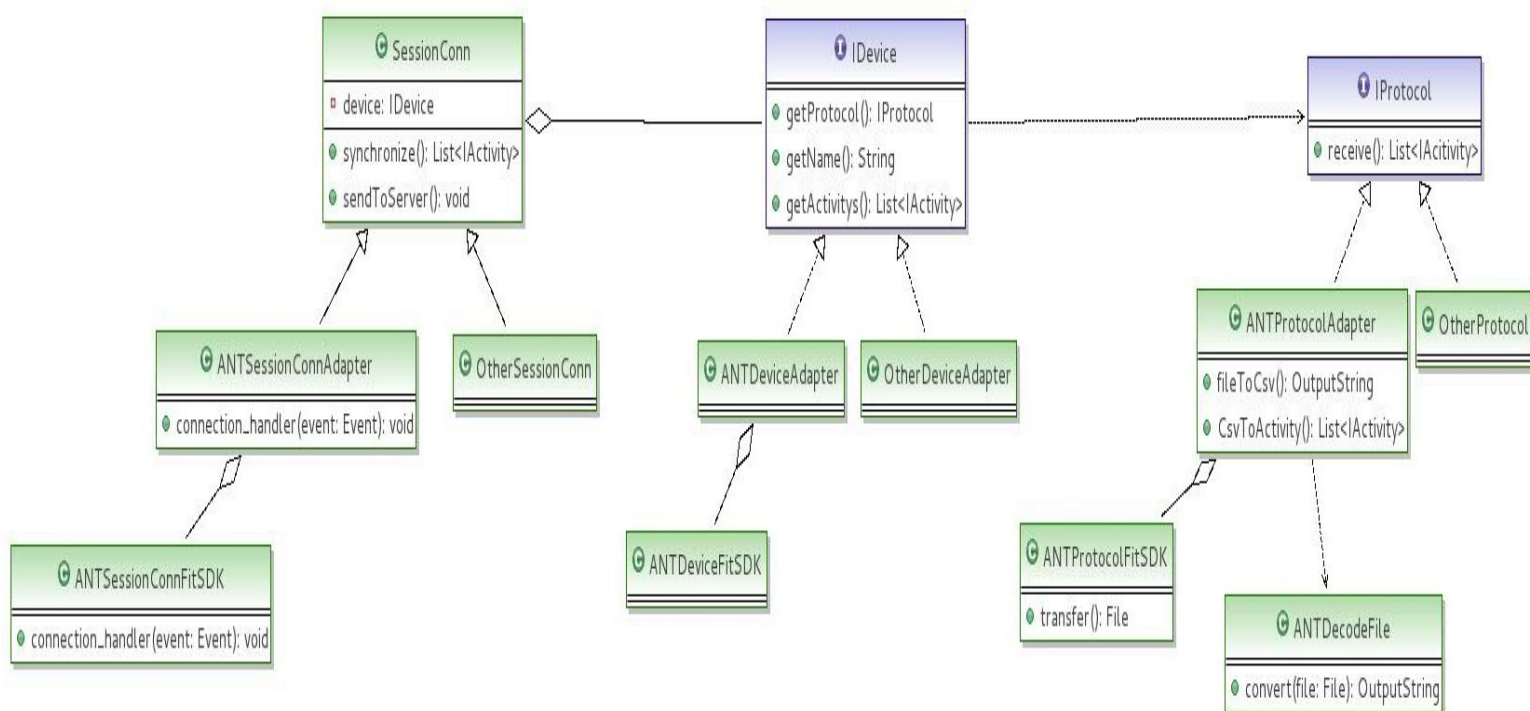 SessionConn
device: IDevice
synchronize(): List<IActivity>
sendToServer(): void
IDevice
getProtocol(): IProtocol
getName(): String
getActivitys(): List<IActivity>
IProtocol
receive(): List<IAcitivity>
ANTSessionConnAdapter
connection_handler(event: Event): void
OtherSessionConn
ANTDeviceAdapter
OtherDeviceAdapter
ANTProtocolAdapter
fileToCsv(): OutputString
CsvToActivity(): List<IActivity>
OtherProtocol
ANTSessionConnFitSDK
connection_handler(event: Event): void
ANTDeviceFitSDK
ANTProtocolFitSDK
transfer(): File
ANTDecodeFile
convert(file: File): OutputString